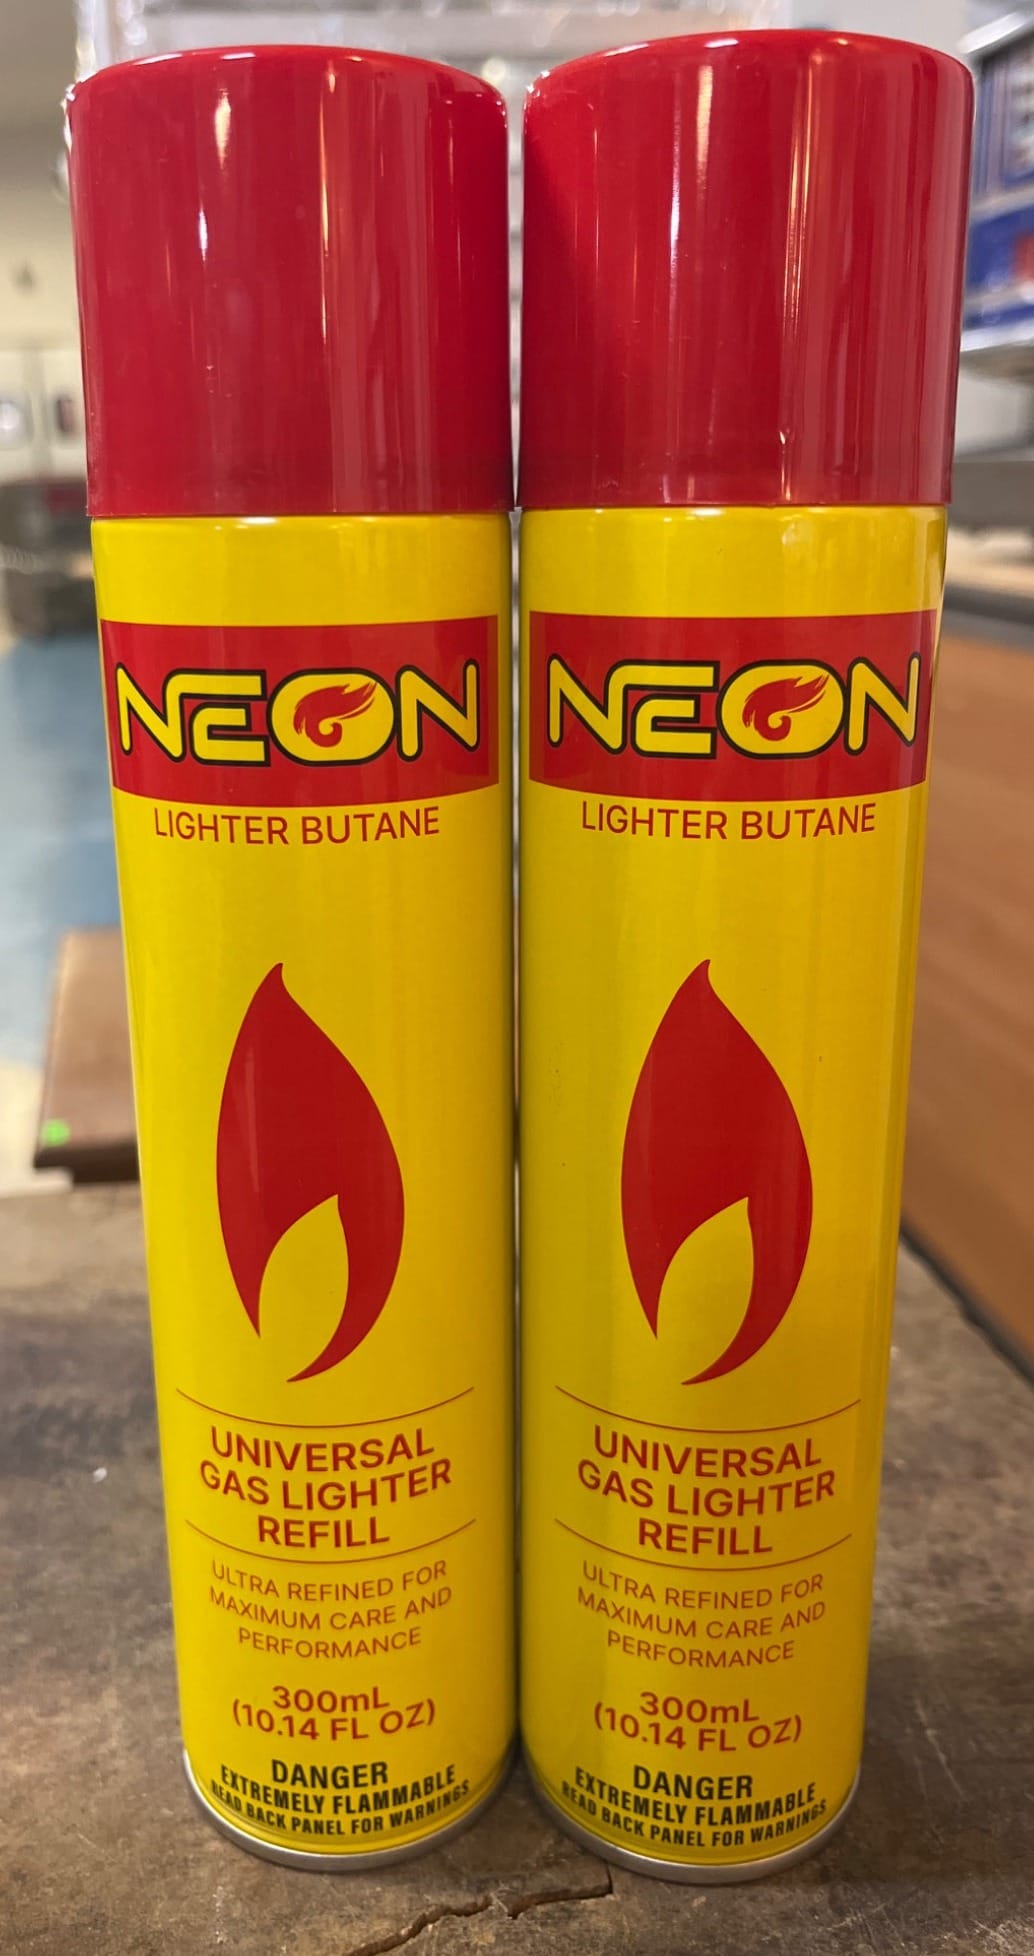 NEON
LIGHTER BUTANE
UNIVERSAL
GAS LIGHTER
REFILL
ULTRA REFINED FOR
MAXIMUM CARE AND
PERFORMANCE
300mL
(10.14 FL OZ)
DANGER
EXTREMELY FLAMMABLE
READ BACK PANEL FOR WARNINGS
NEON
LIGHTER BUTANE
UNIVERSAL
GAS LIGHTER
REFILL
ULTRA REFINED FOR
MAXIMUM CARE AND
PERFORMANCE
300mL
(10.14 FL OZ)
DANGER
EXTREMELY FLAMMABLE
READ BACK PANEL FOR WARNINGS